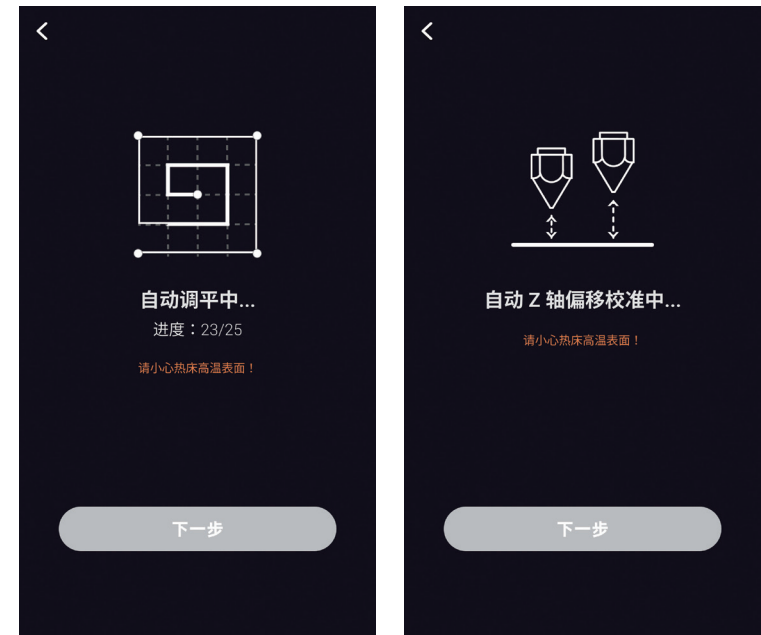 自动调平中...
进度：23/25
请小心热床高温表面！
下一步
自动 Z 轴偏移校准中...
请小心热床高温表面！
下一步